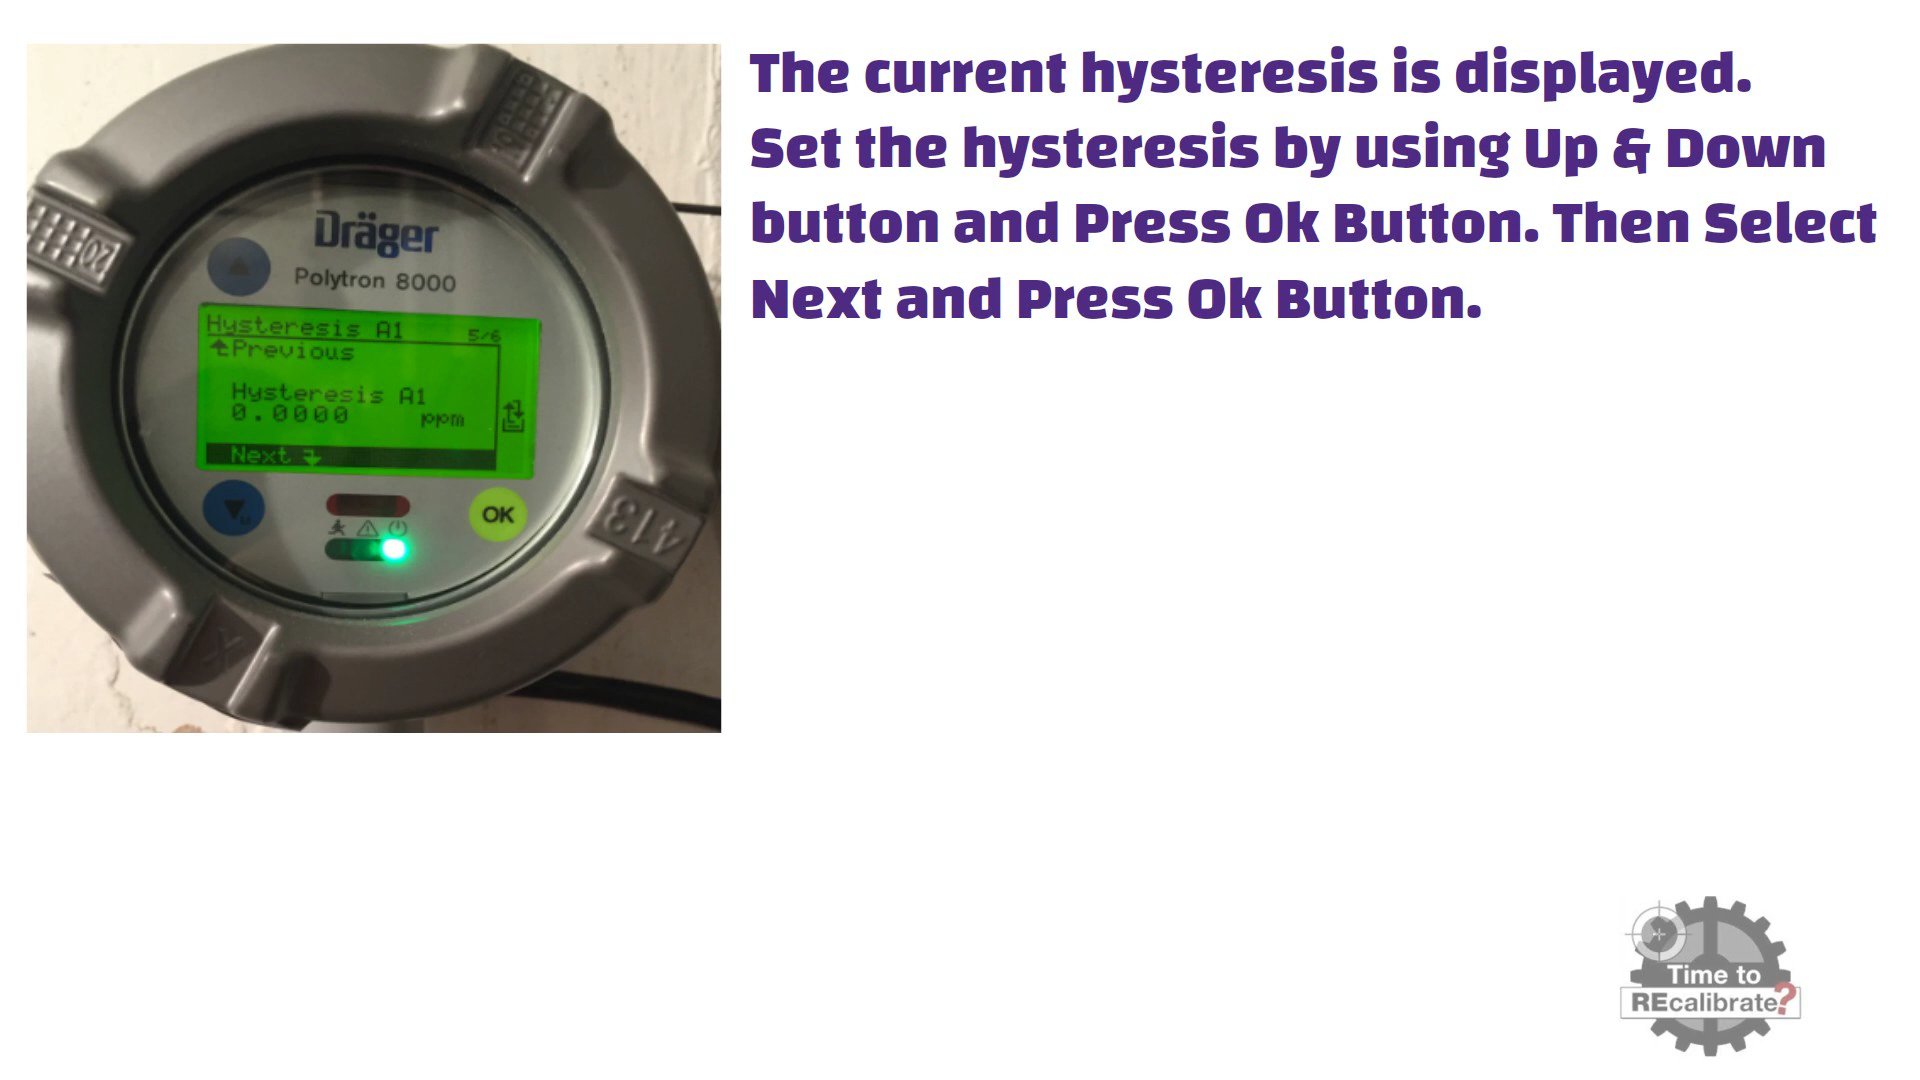 The current hysteresis is displayed.
Set the hysteresis by using Up & Down
button and Press Ok Button. Then Select
Next and Press Ok Button.
Dräger
Polytron 8000
Hysteresis A1 5/6
Previous
Hysteresis A1
0.0000 ppm
Next
OK
413
X
20
Time to
REcalibrate?